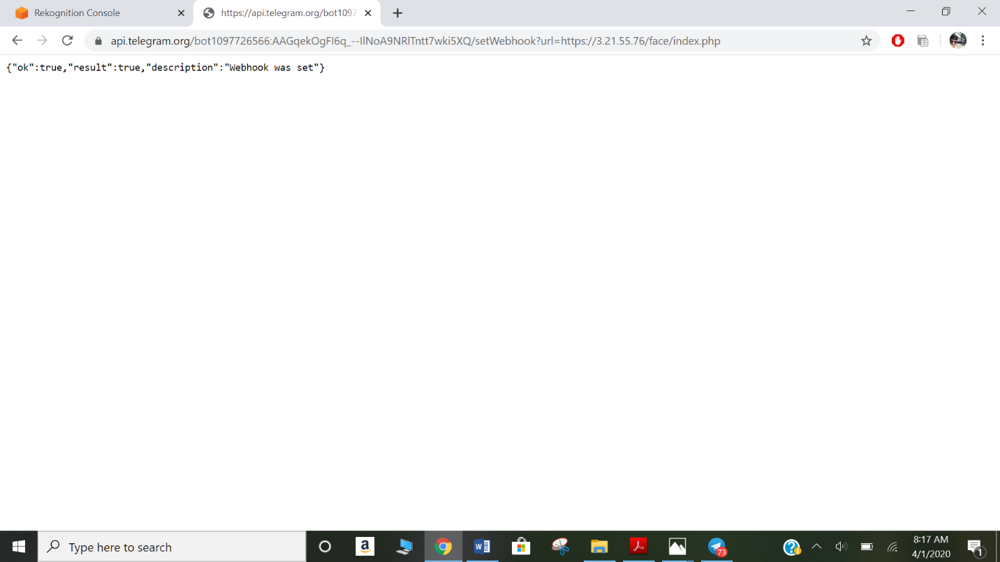 Rekognition Console
https://api.telegram.org/bot1097
api.telegram.org/bot1097726566:AAGqekOgFI6q_--IlNoA9NRlTntt7wki5XQ/setWebhook?url=https://3.21.55.76/face/index.php
{"ok":true,"result":true,"description":"Webhook was set"}
Type here to search
a
W
73
?
8:17 AM
4/1/2020
1